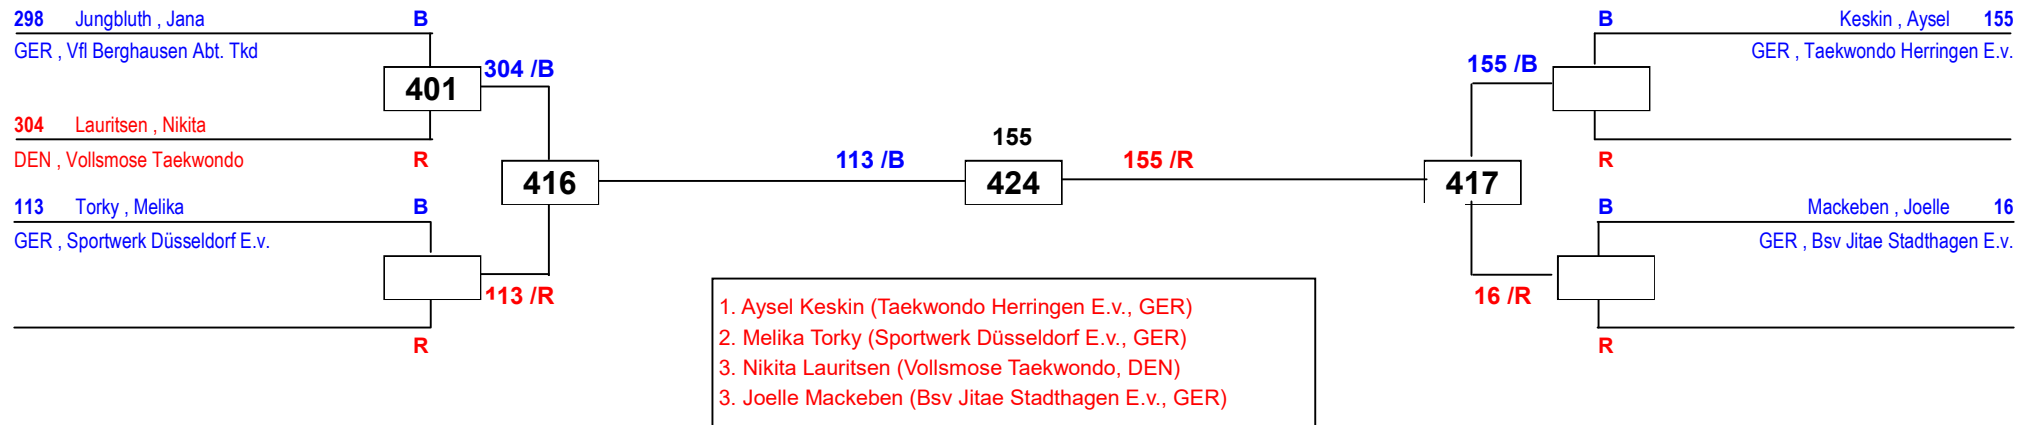 298 Jungbluth , Jana B
GER , Vfl Berghausen Abt. Tkd
401
304 /B
304 Lauritsen , Nikita
DEN , Vollsmose Taekwondo R
416
113 Torky , Melika B
GER , Sportwerk Düsseldorf E.v.
113 /R
R
113 /B
155
424
155 /R
1. Aysel Keskin (Taekwondo Herringen E.v., GER)
2. Melika Torky (Sportwerk Düsseldorf E.v., GER)
3. Nikita Lauritsen (Vollsmose Taekwondo, DEN)
3. Joelle Mackeben (Bsv Jitae Stadthagen E.v., GER)
B Keskin , Aysel 155
GER , Taekwondo Herringen E.v.
155 /B
R
417
B Mackeben , Joelle 16
GER , Bsv Jitae Stadthagen E.v.
16 /R
R